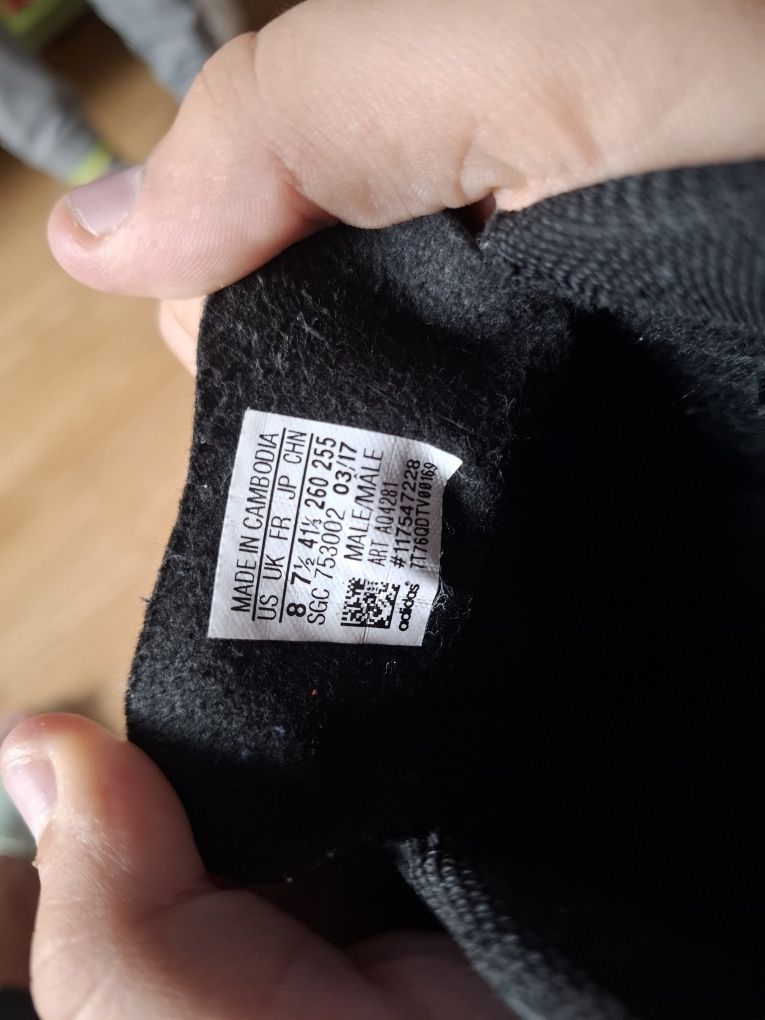 MADE IN CAMBODIA
US UK FR JP CHN
8 7½ 41⅓ 260 255
SGC 753002 03/17
MALE/MALE
ART AQ4281
#117547228
7T76QDTV00169
adidas®